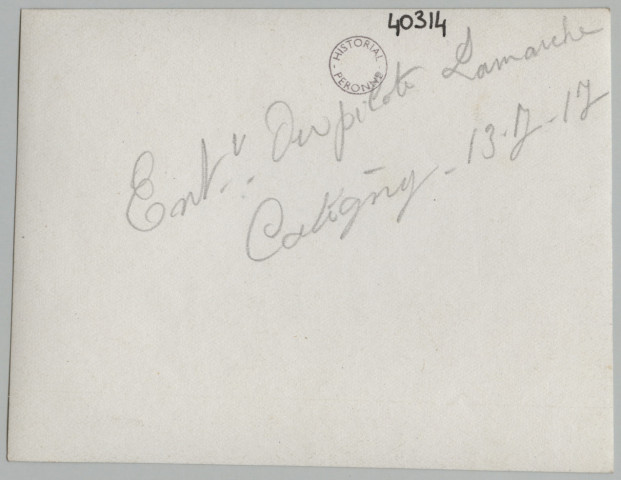 40314
HISTORIAL
PERONNE
Ent.t Du pilote Lamarche
Catigny - 13-7-17